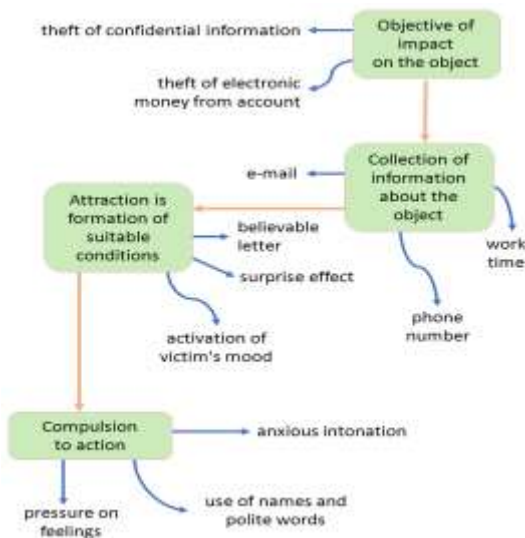 theft of confidential information
Objective of
impact
on the object
theft of electronic
money from account
e-mail
Collection of
information
about the
object
Attraction is
formation of
suitable
conditions
believable
letter
surprise effect
work
time
activation of
victim's mood
phone
number
Compulsion
to action
anxious intonation
pressure on
feelings
use of names and
polite words